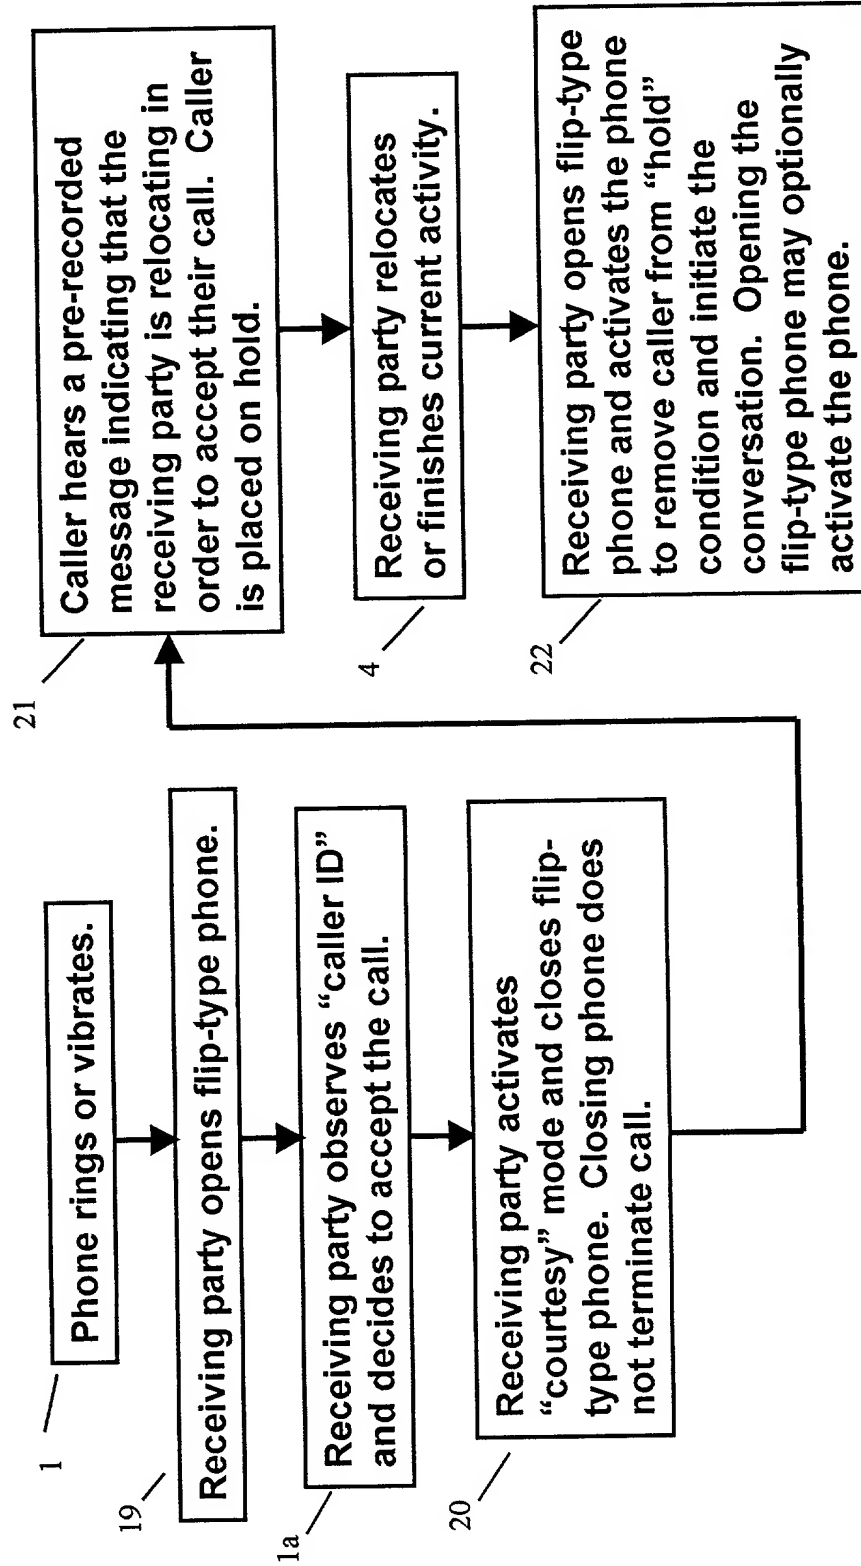 1
Phone rings or vibrates.
19
Receiving party opens flip-type phone.
1a
Receiving party observes “caller ID”
and decides to accept the call.
20
Receiving party activates
“courtesy” mode and closes flip-
type phone. Closing phone does
not terminate call.
21
Caller hears a pre-recorded
message indicating that the
receiving party is relocating in
order to accept their call. Caller
is placed on hold.
4
Receiving party relocates
or finishes current activity.
22
Receiving party opens flip-type
phone and activates the phone
to remove caller from “hold”
condition and initiate the
conversation. Opening the
flip-type phone may optionally
activate the phone.